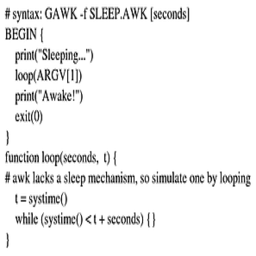 # syntax: GAWK -f SLEEP.AWK [seconds]
BEGIN {
print("Sleeping...")
loop(ARGV[1])
print("Awake!")
exit(0)
}
function loop(seconds, t) {
# awk lacks a sleep mechanism, so simulate one by looping
t = systime()
while (systime() < t + seconds) {}
}